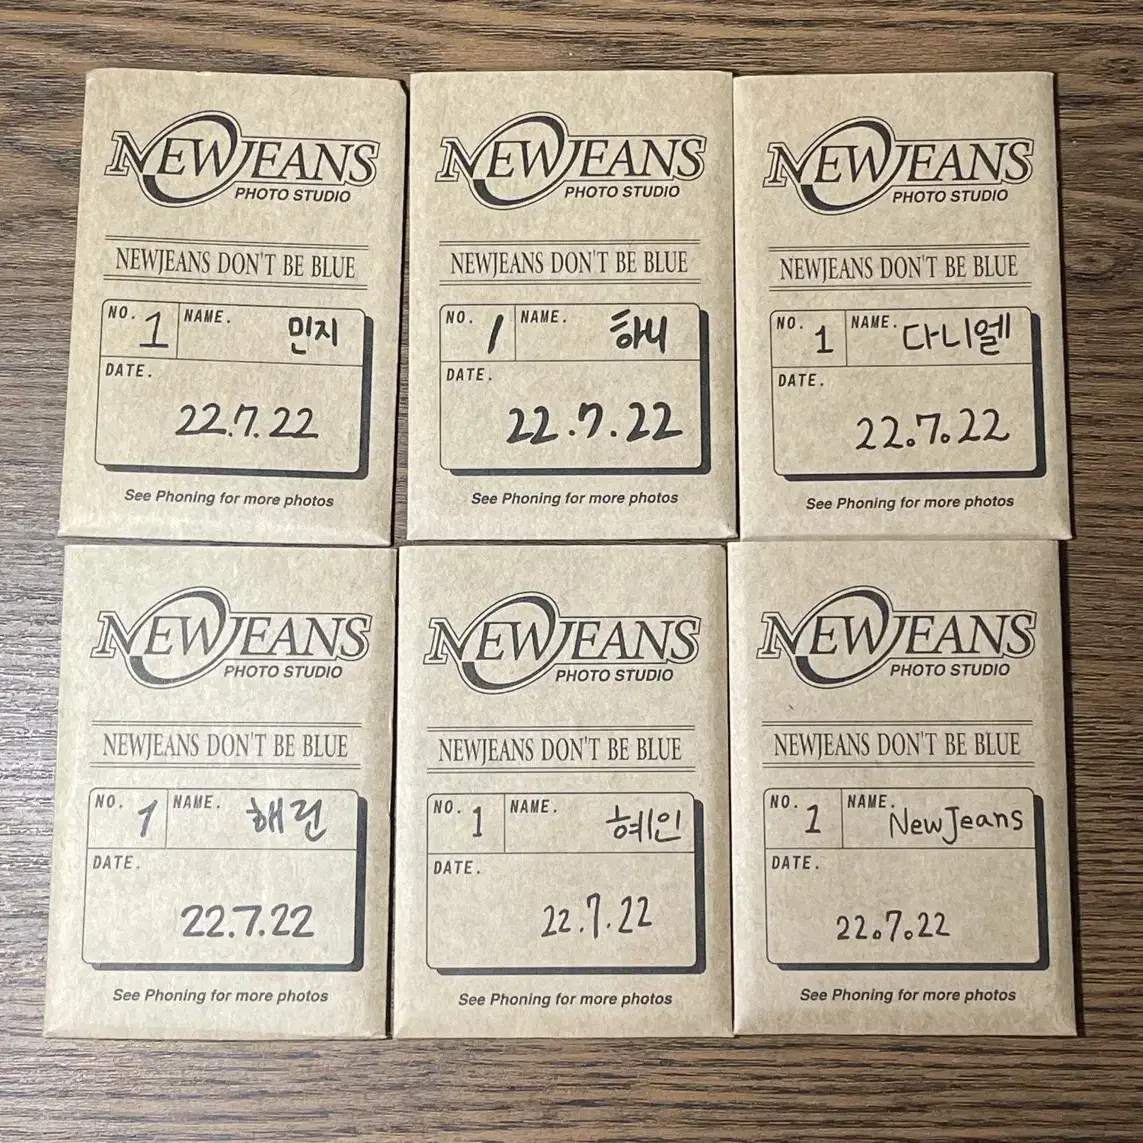 NEWJEANS
PHOTO STUDIO
NEWJEANS DON'T BE BLUE
NO. 1 NAME. 민지
DATE.
22.7.22
See Phoning for more photos
NEWJEANS
PHOTO STUDIO
NEWJEANS DON'T BE BLUE
NO. 1 NAME. 하니
DATE.
22.7.22
See Phoning for more photos
NEWJEANS
PHOTO STUDIO
NEWJEANS DON'T BE BLUE
NO. 1 NAME. 다니엘
DATE.
22.7.22
See Phoning for more photos
NEWJEANS
PHOTO STUDIO
NEWJEANS DON'T BE BLUE
NO. 1 NAME. 해린
DATE.
22.7.22
See Phoning for more photos
NEWJEANS
PHOTO STUDIO
NEWJEANS DON'T BE BLUE
NO. 1 NAME. 혜인
DATE.
22.7.22
See Phoning for more photos
NEWJEANS
PHOTO STUDIO
NEWJEANS DON'T BE BLUE
NO. 1 NAME. NewJeans
DATE.
22.7.22
See Phoning for more photos